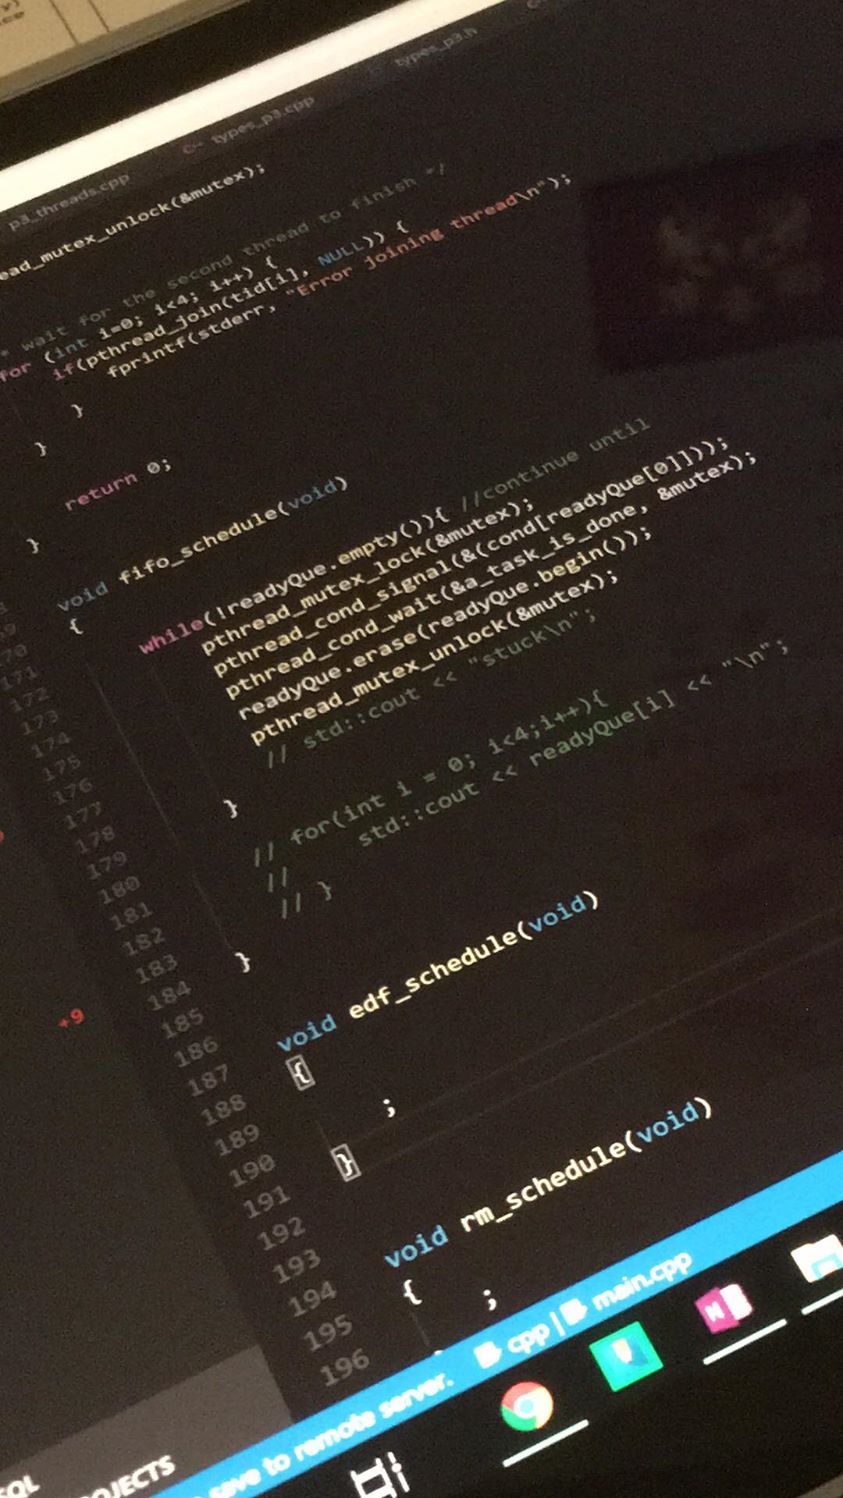 types_p3.h
types_p3.cpp
p3_threads.cpp
ead_mutex_unlock(&mutex);
* wait for the second thread to finish */
for (int i=0; i<4; i++) {
if(pthread_join(tid[i], NULL)) {
fprintf(stderr, "Error joining thread\n");
}
}
return 0;
}
void fifo_schedule(void)
{
while(!readyQue.empty()){ //continue until
pthread_mutex_lock(&mutex);
pthread_cond_signal(&(cond[readyQue[0]]));
pthread_cond_wait(&a_task_is_done, &mutex);
readyQue.erase(readyQue.begin());
pthread_mutex_unlock(&mutex);
// std::cout << "stuck\n";
}
// for(int i = 0; i<4;i++){
//     std::cout << readyQue[i] << "\n";
// }
}
void edf_schedule(void)
{
;
}
void rm_schedule(void)
{
;
171
172
173
174
175
176
177
178
179
180
181
182
183
184
185
186
187
188
189
190
191
192
193
194
195
196
+9
save to remote server.
cpp | main.cpp
SQL
OJECTS